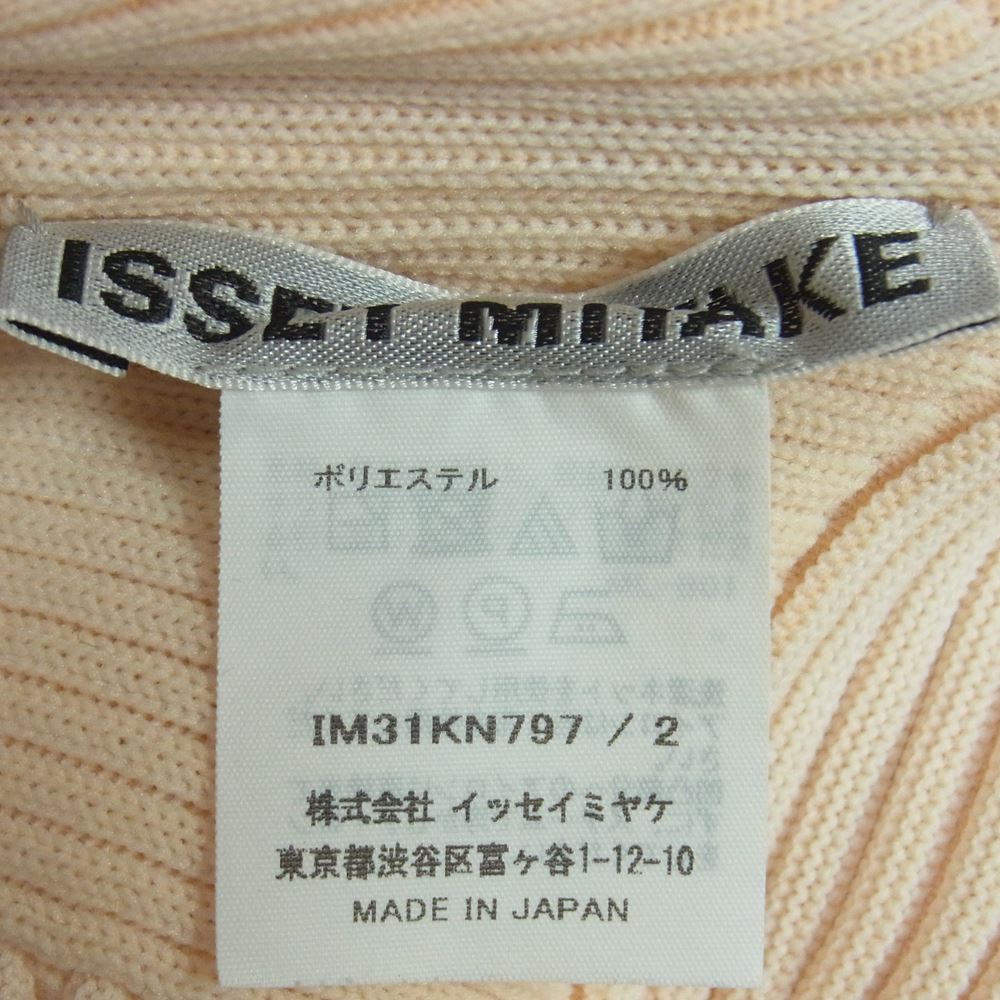 ISSEY MIYAKE
ポリエステル 100%
IM31KN797 / 2
株式会社 イッセイミヤケ
東京都渋谷区富ヶ谷1-12-10
MADE IN JAPAN